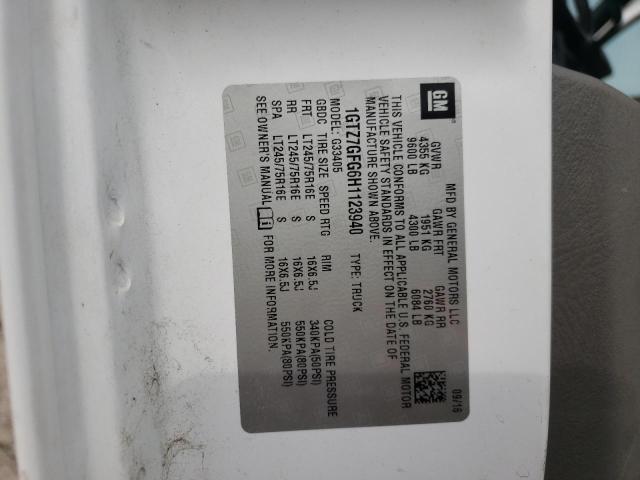 GM
MFD BY GENERAL MOTORS LLC 09/16
GVWR GAWR FRT GAWR RR
4355 KG 1951 KG 2760 KG
9600 LB 4300 LB 6084 LB
THIS VEHICLE CONFORMS TO ALL APPLICABLE U.S. FEDERAL MOTOR
VEHICLE SAFETY STANDARDS IN EFFECT ON THE DATE OF
MANUFACTURE SHOWN ABOVE.
1GTZ7GFG6H1123940 TYPE: TRUCK
MODEL: G33405
GBDC TIRE SIZE SPEED RTG RIM COLD TIRE PRESSURE
FRT LT245/75R16E S 16X6.5J 340KPA(50PSI)
RR LT245/75R16E S 16X6.5J 550KPA(80PSI)
SPA LT245/75R16E S 16X6.5J 550KPA(80PSI)
SEE OWNER'S MANUAL FOR MORE INFORMATION.